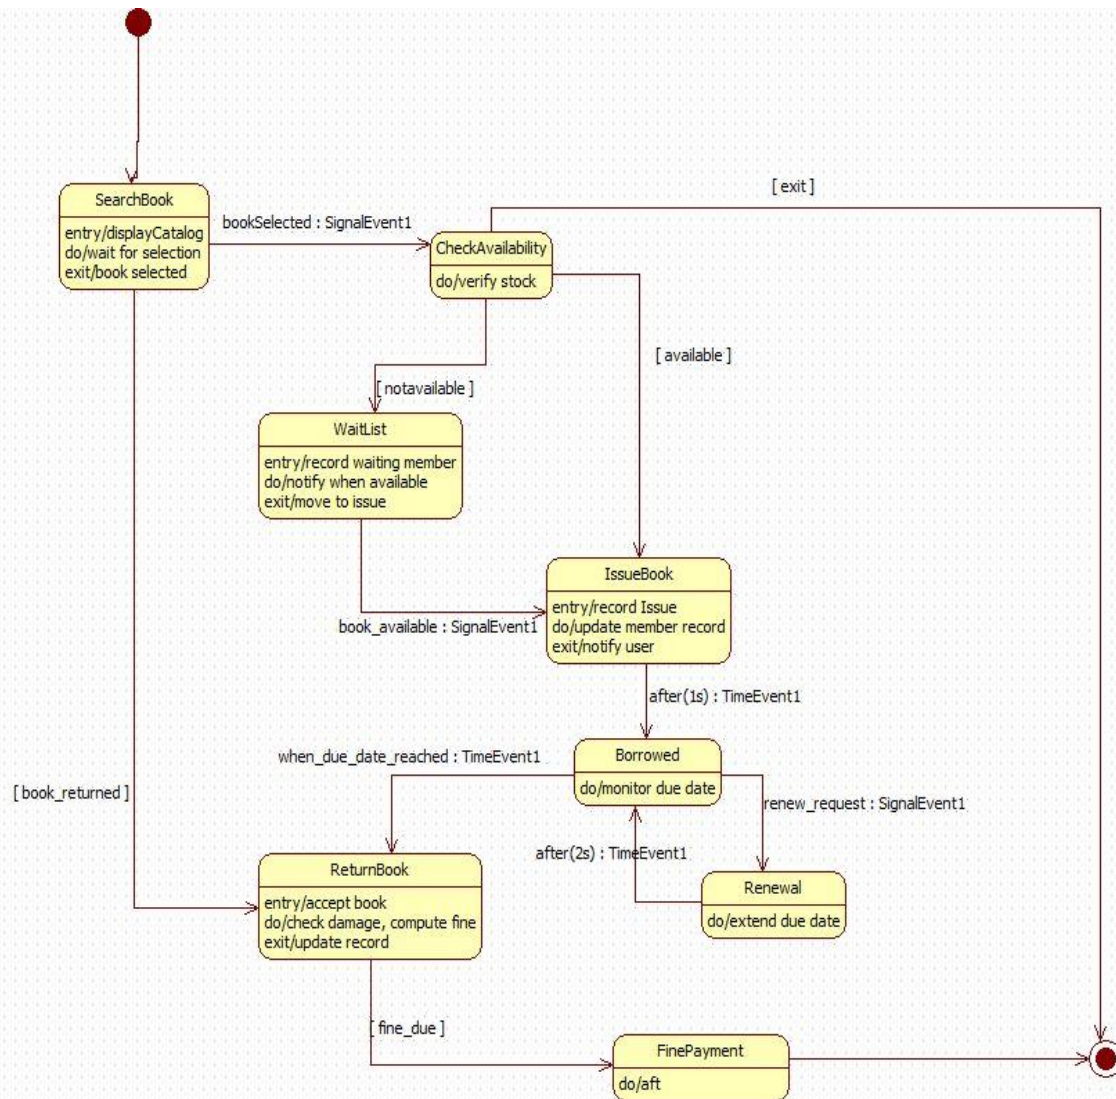 [ exit ]
SearchBook
entry/displayCatalog
do/wait for selection
exit/book selected
bookSelected : SignalEvent1
CheckAvailability
do/verify stock
[ available ]
[ notavailable ]
WaitList
entry/record waiting member
do/notify when available
exit/move to issue
IssueBook
entry/record Issue
do/update member record
exit/notify user
book_available : SignalEvent1
after(1s) : TimeEvent1
when_due_date_reached : TimeEvent1
Borrowed
do/monitor due date
[ book_returned ]
renew_request : SignalEvent1
after(2s) : TimeEvent1
ReturnBook
entry/accept book
do/check damage, compute fine
exit/update record
Renewal
do/extend due date
[ fine_due ]
FinePayment
do/aft